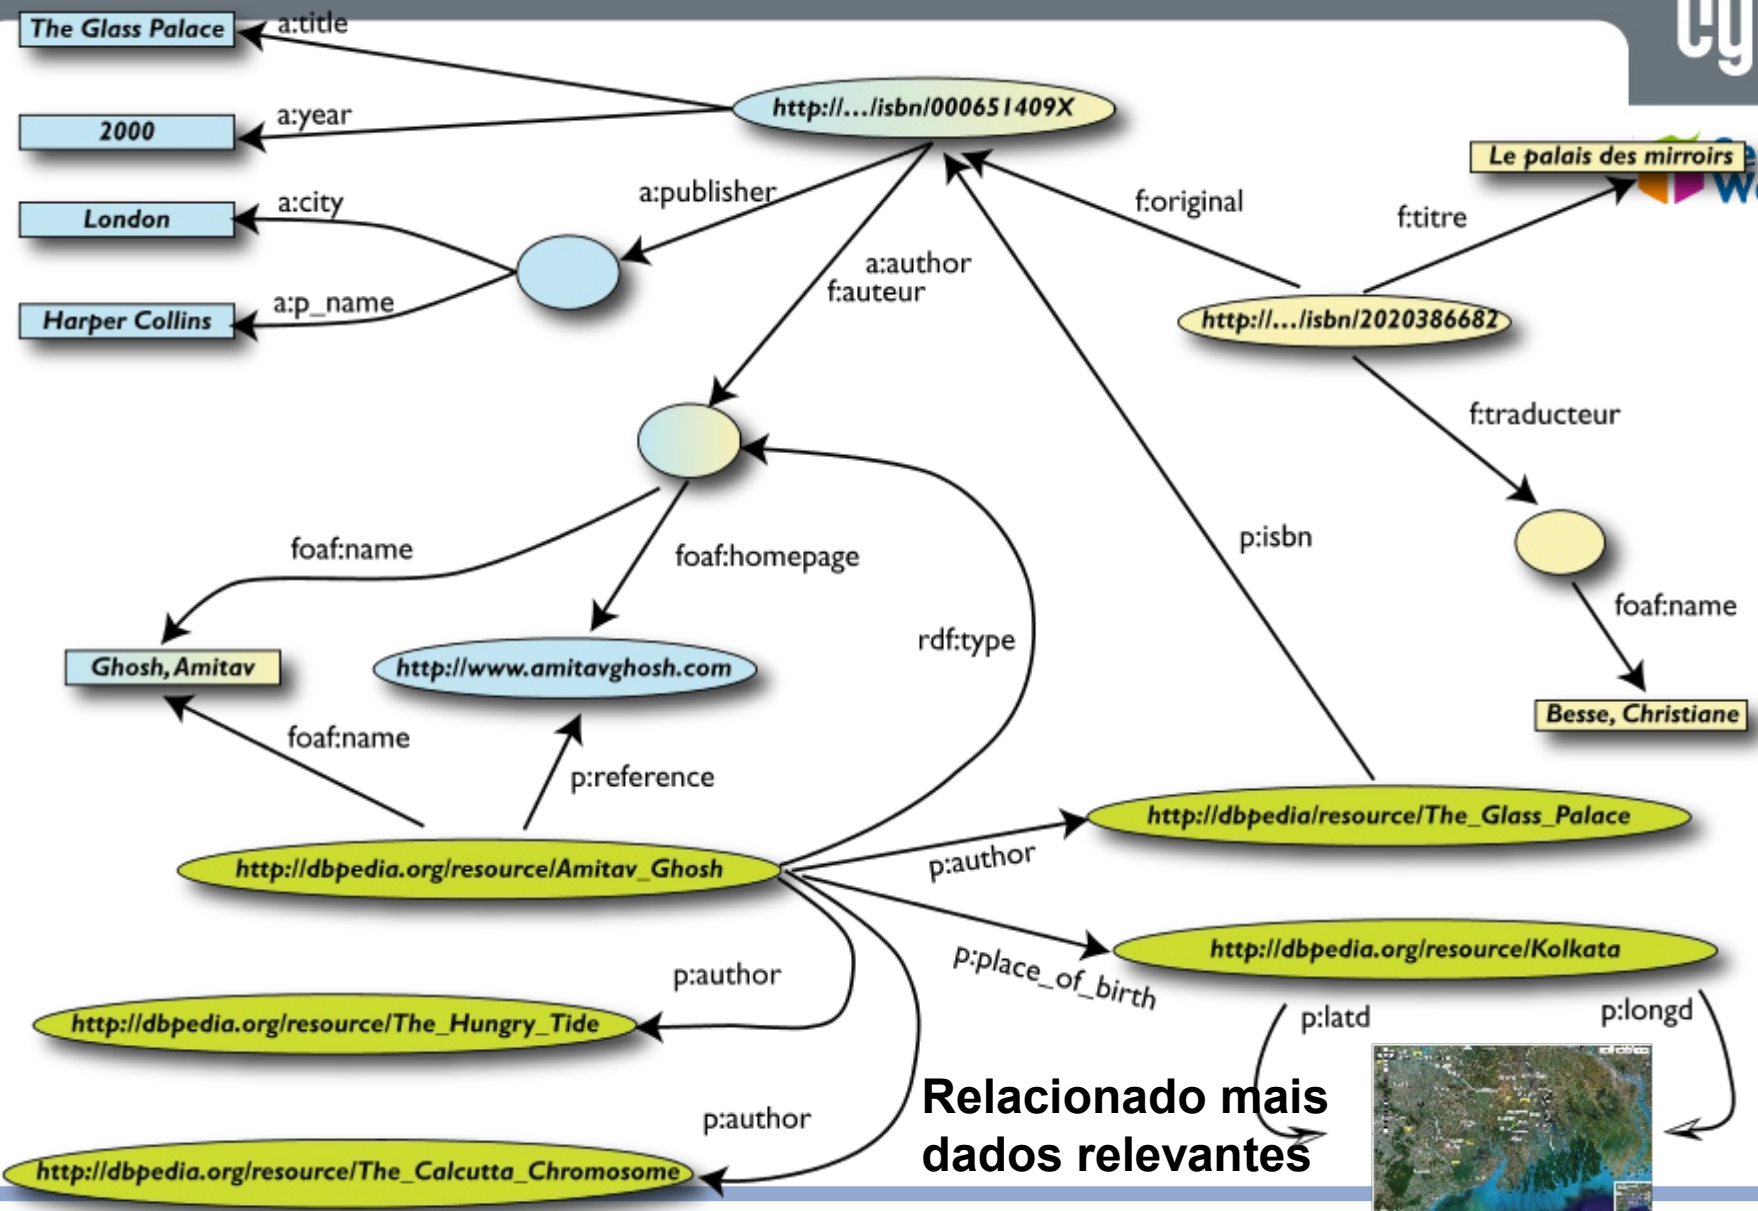 The Glass Palace
a:title
cy
http://.../isbn/000651409X
2000
a:year
Le palais des mirroirs
a:publisher
London
a:city
f:original
f:titre
a:author
f:auteur
Harper Collins
a:p_name
http://.../isbn/2020386682
f:traducteur
foaf:name
foaf:homepage
p:isbn
foaf:name
rdf:type
Ghosh, Amitav
http://www.amitavghosh.com
Besse, Christiane
foaf:name
p:reference
http://dbpedia/resource/The_Glass_Palace
p:author
http://dbpedia.org/resource/Amitav_Ghosh
http://dbpedia.org/resource/Kolkata
p:place_of_birth
p:author
p:latd
p:longd
http://dbpedia.org/resource/The_Hungry_Tide
Relacionado mais
dados relevantes
p:author
http://dbpedia.org/resource/The_Calcutta_Chromosome